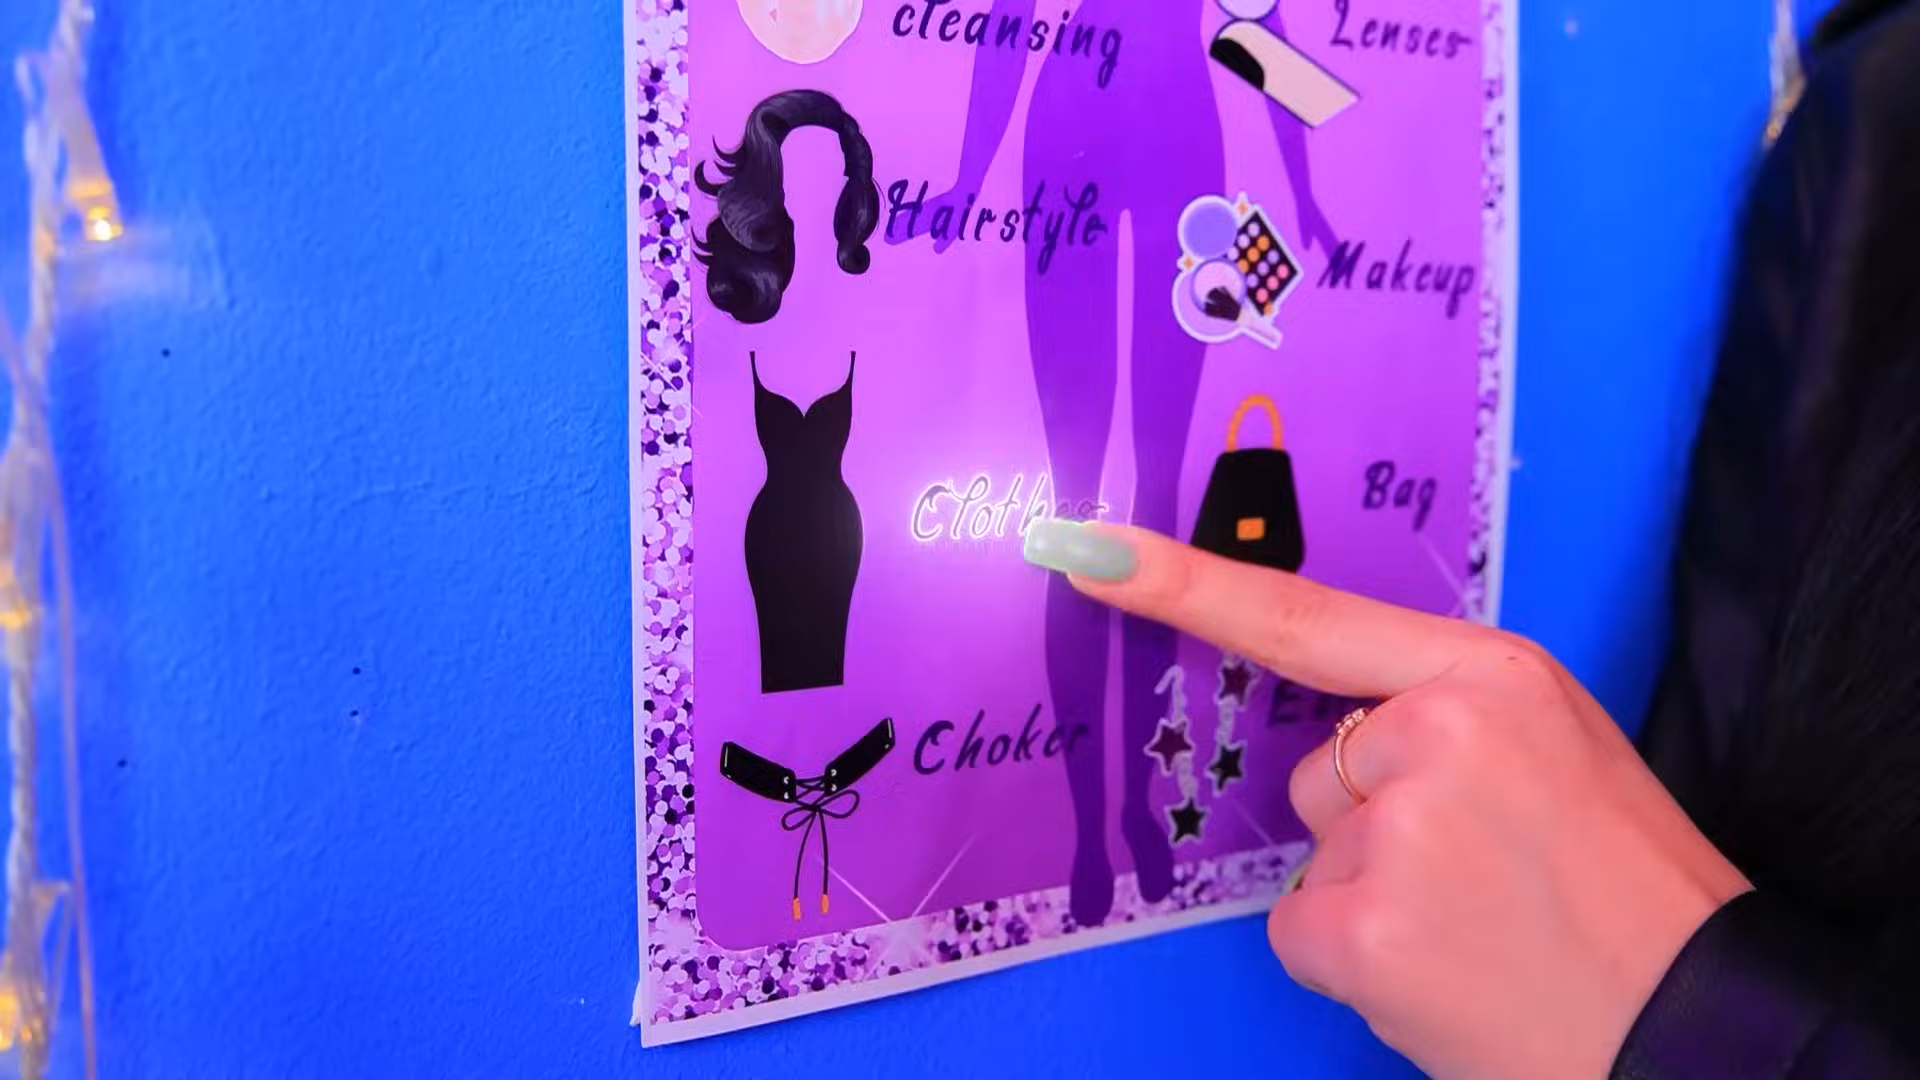 cleansing
Lenses
Hairstyle
Makeup
Clothes
Bag
Choker